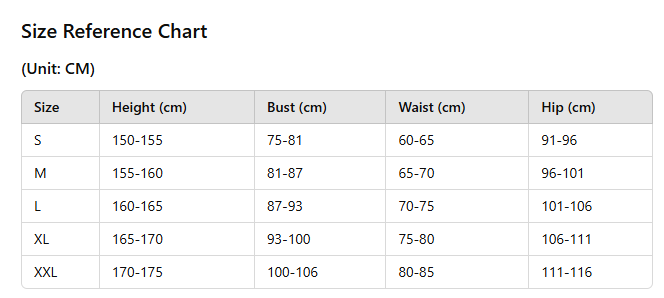 Size Reference Chart
(Unit: CM)
Size Height (cm) Bust (cm) Waist (cm) Hip (cm)
S 150-155 75-81 60-65 91-96
M 155-160 81-87 65-70 96-101
L 160-165 87-93 70-75 101-106
XL 165-170 93-100 75-80 106-111
XXL 170-175 100-106 80-85 111-116